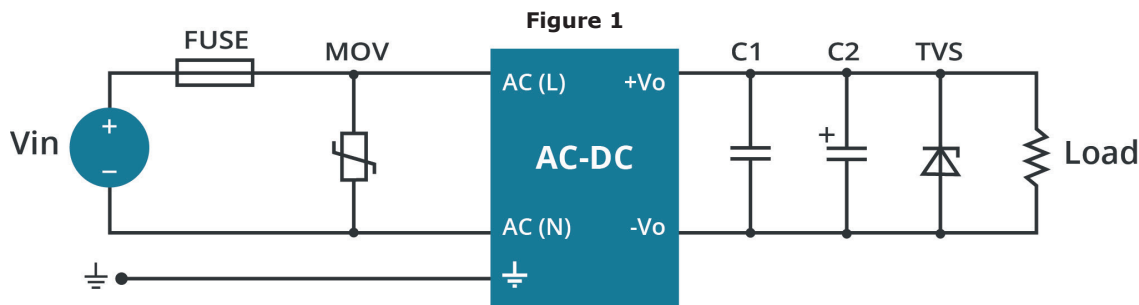 Figure 1
FUSE
MOV
C1
C2
TVS
AC (L)
+Vo
Vin
+
−
AC-DC
+
Load
AC (N)
-Vo